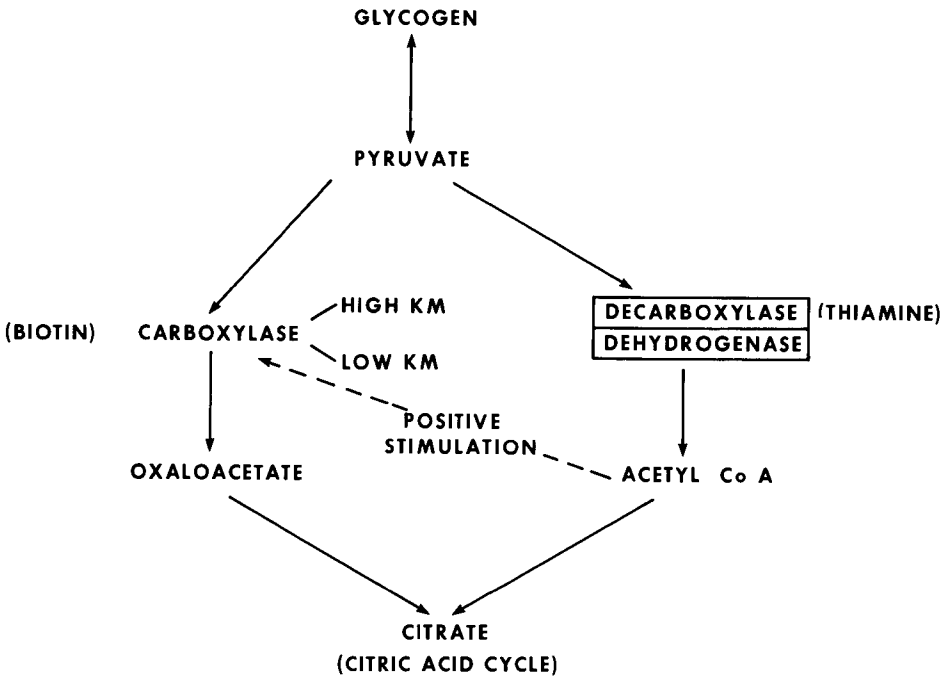 GLYCOGEN
PYRUVATE
HIGH KM
(BIOTIN) CARBOXYLASE
LOW KM
DECARBOXYLASE (THIAMINE)
DEHYDROGENASE
POSITIVE
STIMULATION
OXALOACETATE
ACETYL Co A
CITRATE
(CITRIC ACID CYCLE)